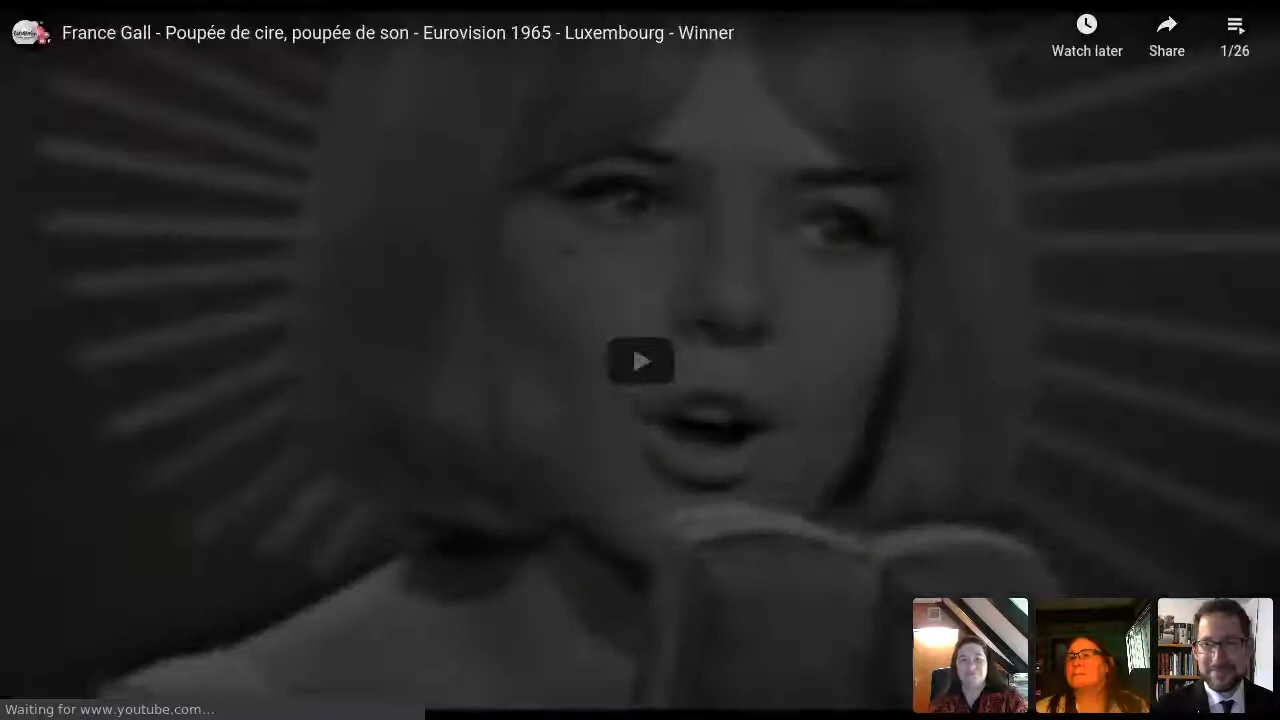 France Gall - Poupée de cire, poupée de son - Eurovision 1965 - Luxembourg - Winner
Watch later
Share
1/26
Waiting for www.youtube.com...